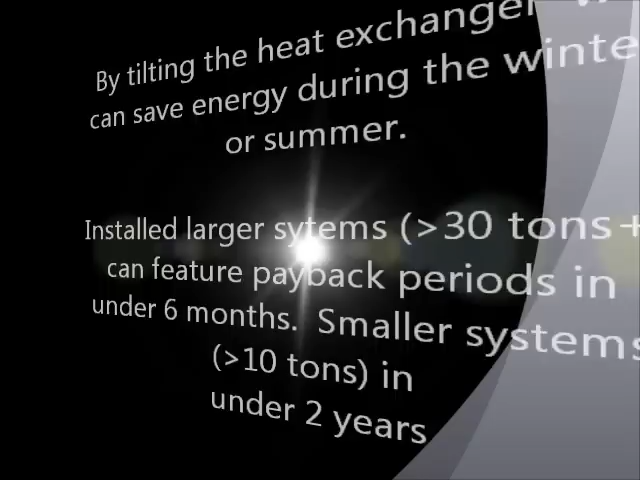 By tilting the heat exchanger
can save energy during the winte
or summer.
Installed larger sytems (>30 tons+
can feature payback periods in
under 6 months. Smaller systems
(>10 tons) in
under 2 years